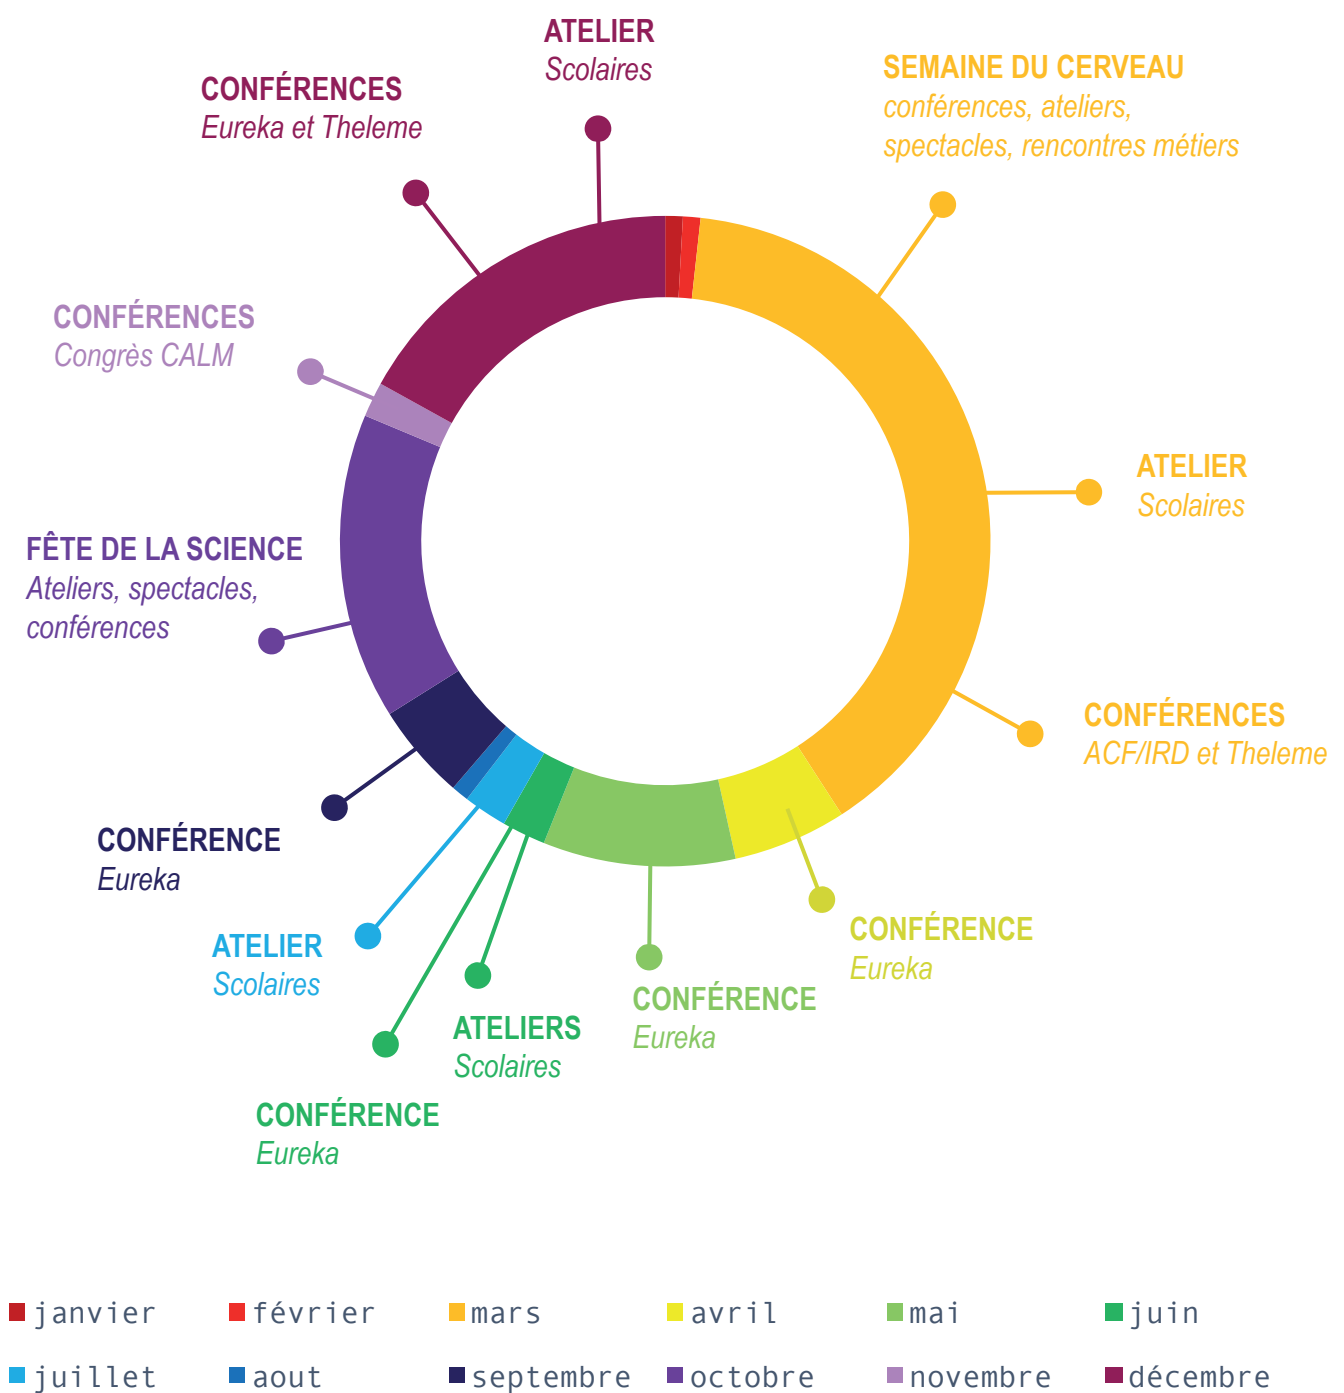 ATELIER
Scolaires
SEMAINE DU CERVEAU
conférences, ateliers,
spectacles, rencontres métiers
CONFÉRENCES
Eureka et Theleme
CONFÉRENCES
Congrès CALM
ATELIER
Scolaires
FÊTE DE LA SCIENCE
Ateliers, spectacles,
conférences
CONFÉRENCES
ACF/IRD et Theleme
CONFÉRENCE
Eureka
ATELIER
Scolaires
CONFÉRENCE
Eureka
CONFÉRENCE
Eureka
ATELIERS
Scolaires
CONFÉRENCE
Eureka
janvier février mars avril mai juin
juillet aout septembre octobre novembre décembre